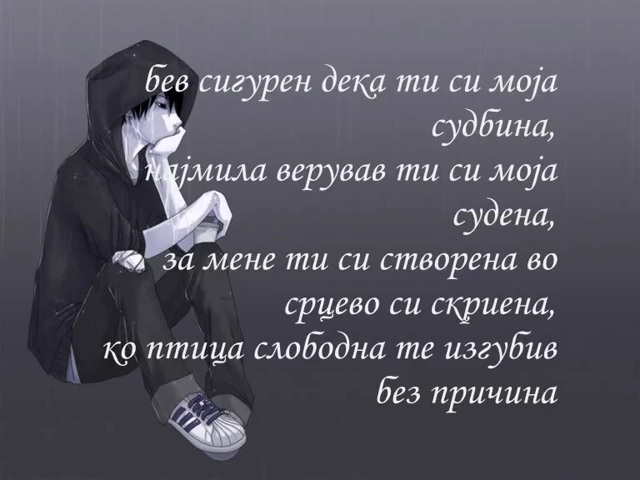 бев сигурен дека ти си моја
судбина,
најмила верував ти си моја
судена,
за мене ти си створена во
срцево си скриена,
ко птица слободна те изгубив
без причина